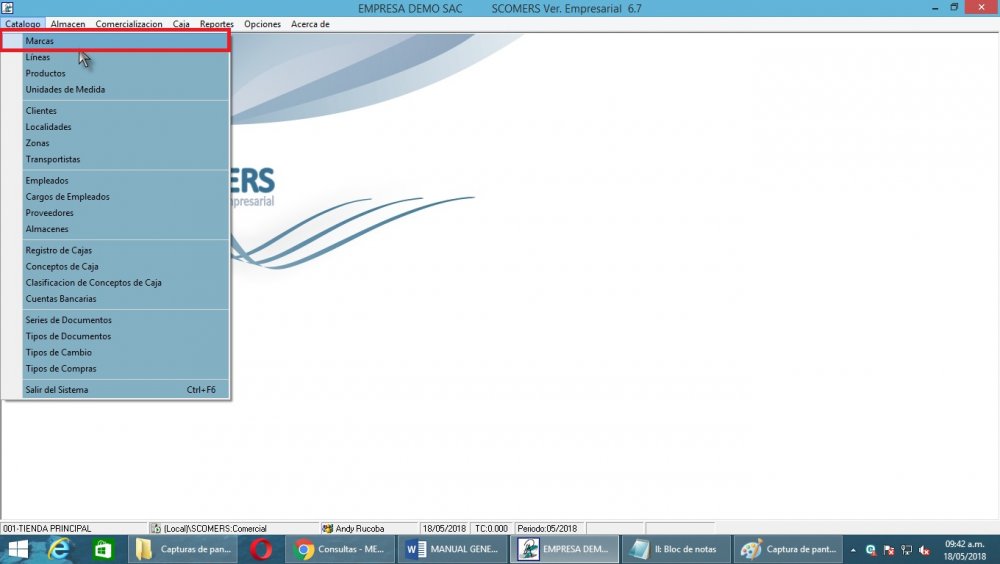 EMPRESA DEMO SAC SCOMERS Ver. Empresarial 6.7
Catalogo Almacen Comercializacion Caja Reportes Opciones Acerca de
Marcas
Líneas
Productos
Unidades de Medida
Clientes
Localidades
Zonas
Transportistas
Empleados
Cargos de Empleados
Proveedores
Almacenes
Registro de Cajas
Conceptos de Caja
Clasificacion de Conceptos de Caja
Cuentas Bancarias
Series de Documentos
Tipos de Documentos
Tipos de Cambio
Tipos de Compras
Salir del Sistema Ctrl+F6
ERS
presarial
001-TIENDA PRINCIPAL (Local)\SCOMERS:Comercial Andy Rucoba 18/05/2018 TC:0.000 Periodo:05/2018
Capturas de pan... Consultas - ME... MANUAL GENE... EMPRESA DEM... II: Bloc de notas Captura de pant... 09:42 a.m.
18/05/2018